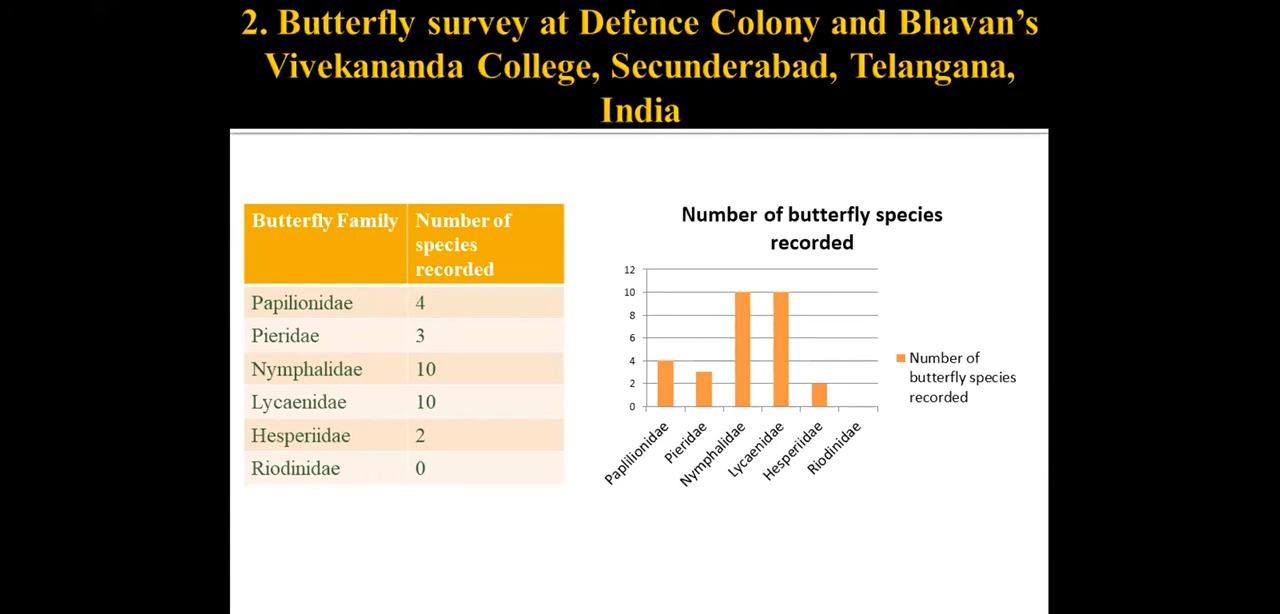 2. Butterfly survey at Defence Colony and Bhavan's
Vivekananda College, Secunderabad, Telangana,
India
Butterfly Family
Number of
species
recorded
Papilionidae 4
Pieridae 3
Nymphalidae 10
Lycaenidae 10
Hesperiidae 2
Riodinidae 0
Number of butterfly species
recorded
12
10
8
6
4
2
0
Paplilionidae
Pieridae
Nymphalidae
Lycaenidae
Hesperiidae
Riodinidae
Number of
butterfly species
recorded